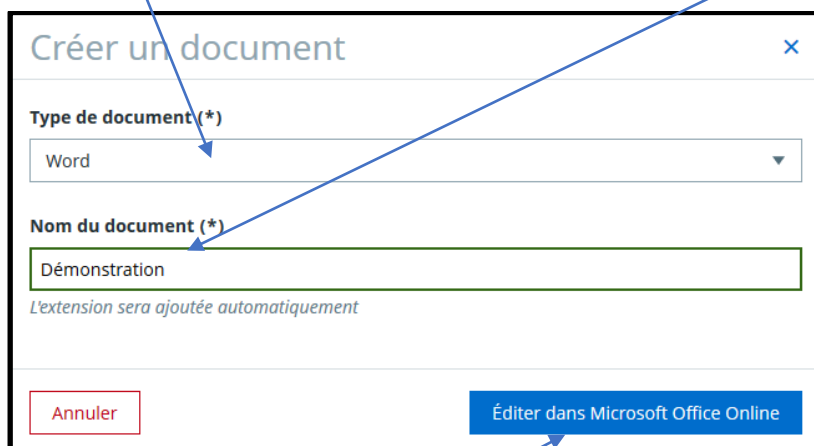 Créer un document ×
Type de document (*)
Word
Nom du document (*)
Démonstration
L'extension sera ajoutée automatiquement
Annuler Éditer dans Microsoft Office Online